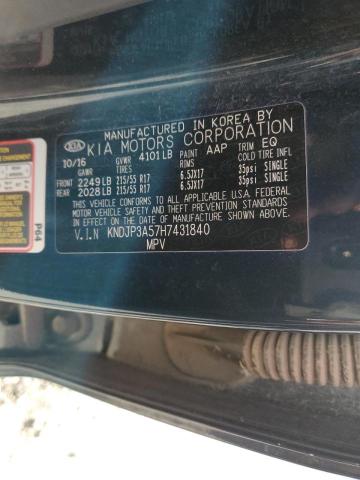 MANUFACTURED IN KOREA BY
KIA KIA MOTORS CORPORATION
10/16 GVWR 4101 LB PAINT AAP TRIM EQ
GAWR TIRES COLD TIRE INFL
FRONT 2249 LB 215/55 R17 6.5JX17 35psi SINGLE
REAR 2028 LB 215/55 R17 6.5JX17 35psi SINGLE
THIS VEHICLE CONFORMS TO ALL APPLICABLE U.S.A FEDERAL
MOTOR VEHICLE SAFETY AND THEFT PREVENTION STANDARDS
IN EFFECT ON THE DATE OF MANUFACTURE SHOWN ABOVE
V.I.N KNDJP3A57H7431840
MPV
P64